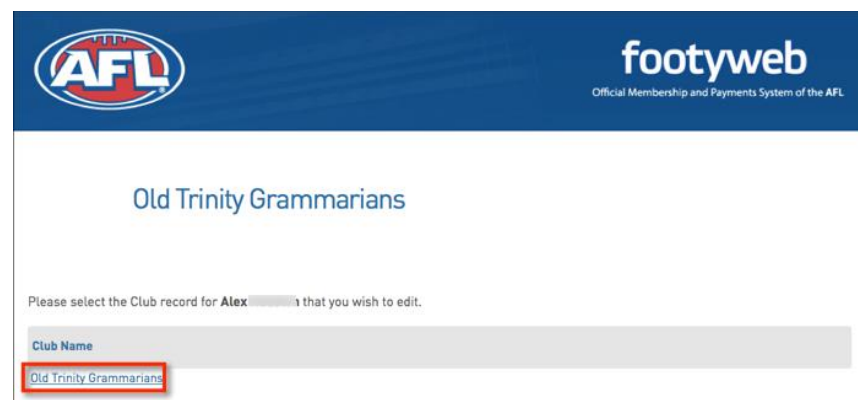 AFL
footyweb
Official Membership and Payments System of the AFL
Old Trinity Grammarians
Please select the Club record for Alex that you wish to edit.
Club Name
Old Trinity Grammarians